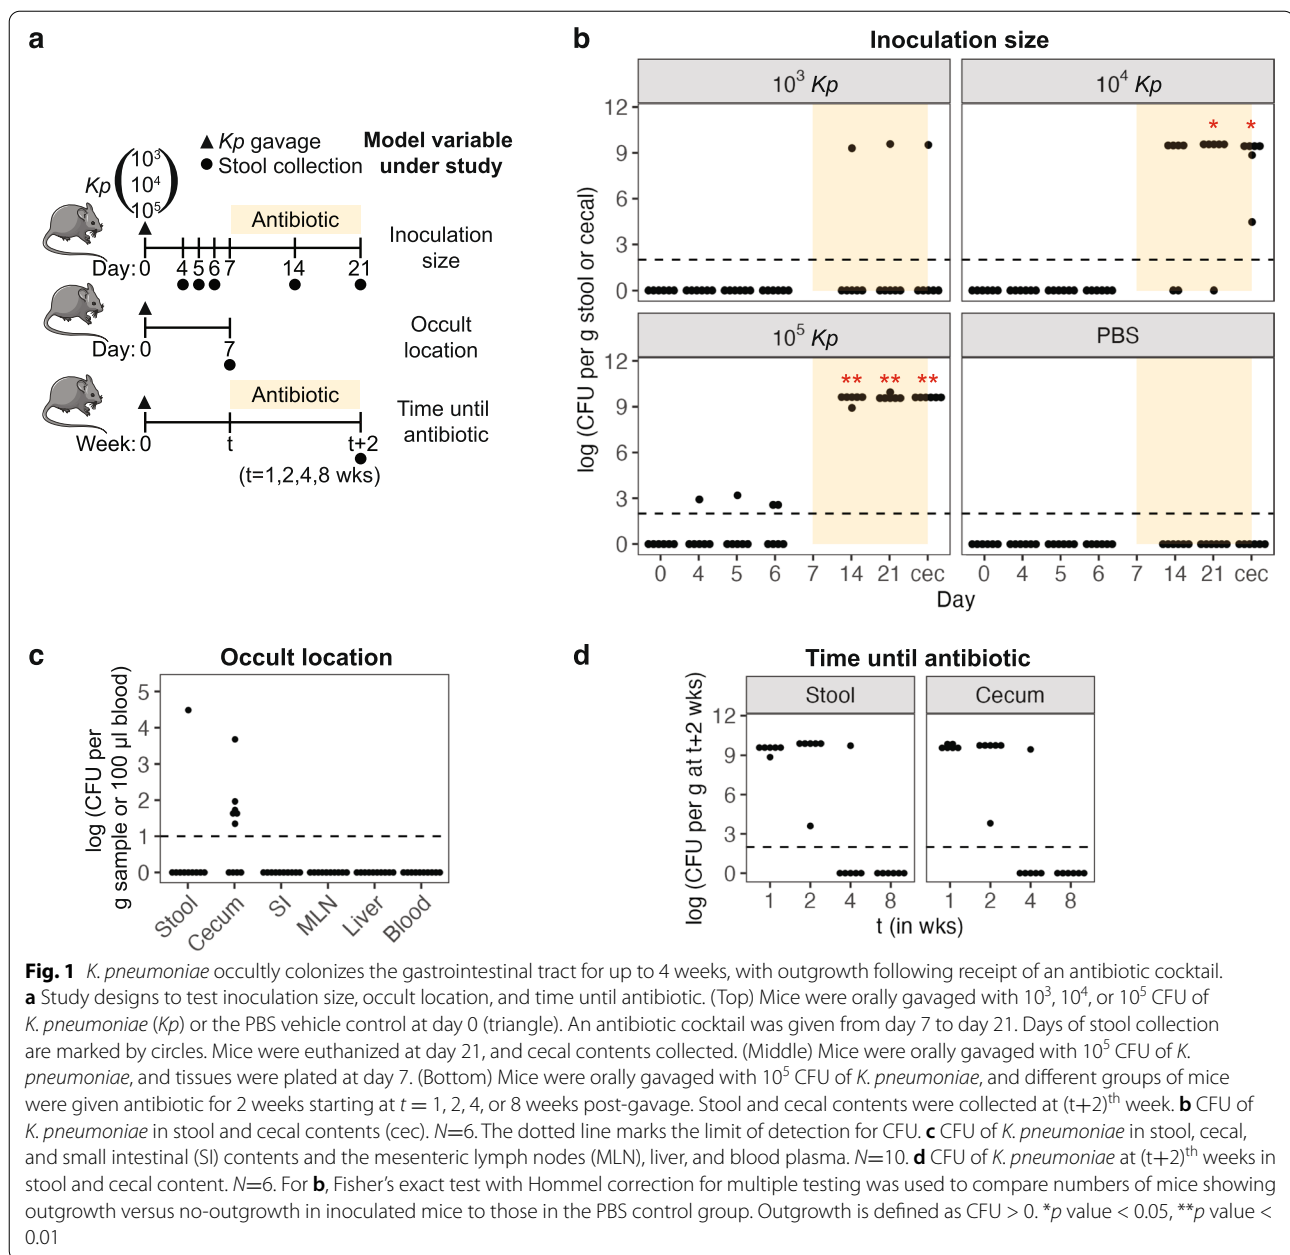 a
Kp gavage
Stool collection
Model variable
under study
Kp
10³
10⁴
10⁵
Antibiotic
Day: 0 4 5 6 7 14 21
Inoculation
size
Day: 0 7
Occult
location
Antibiotic
Week: 0 t t+2
(t=1,2,4,8 wks)
Time until
antibiotic
b
Inoculation size
10³ Kp
10⁴ Kp
12
9
6
3
0
* *
10⁵ Kp
PBS
12
9
6
3
0
** ** **
log (CFU per g stool or cecal)
0 4 5 6 7 14 21 cec
0 4 5 6 7 14 21 cec
Day
c
Occult location
log (CFU per
g sample or 100 µl blood)
5
4
3
2
1
0
Stool
Cecum
SI
MLN
Liver
Blood
d
Time until antibiotic
Stool
Cecum
log (CFU per g at t+2 wks)
12
9
6
3
0
1 2 4 8
1 2 4 8
t (in wks)
Fig. 1 K. pneumoniae occultly colonizes the gastrointestinal tract for up to 4 weeks, with outgrowth following receipt of an antibiotic cocktail.
a Study designs to test inoculation size, occult location, and time until antibiotic. (Top) Mice were orally gavaged with 10³, 10⁴, or 10⁵ CFU of
K. pneumoniae (Kp) or the PBS vehicle control at day 0 (triangle). An antibiotic cocktail was given from day 7 to day 21. Days of stool collection
are marked by circles. Mice were euthanized at day 21, and cecal contents collected. (Middle) Mice were orally gavaged with 10⁵ CFU of K.
pneumoniae, and tissues were plated at day 7. (Bottom) Mice were orally gavaged with 10⁵ CFU of K. pneumoniae, and different groups of mice
were given antibiotic for 2 weeks starting at t = 1, 2, 4, or 8 weeks post-gavage. Stool and cecal contents were collected at (t+2)ᵗʰ week. b CFU of
K. pneumoniae in stool and cecal contents (cec). N=6. The dotted line marks the limit of detection for CFU. c CFU of K. pneumoniae in stool, cecal,
and small intestinal (SI) contents and the mesenteric lymph nodes (MLN), liver, and blood plasma. N=10. d CFU of K. pneumoniae at (t+2)ᵗʰ weeks in
stool and cecal content. N=6. For b, Fisher's exact test with Hommel correction for multiple testing was used to compare numbers of mice showing
outgrowth versus no-outgrowth in inoculated mice to those in the PBS control group. Outgrowth is defined as CFU > 0. *p value < 0.05, **p value <
0.01